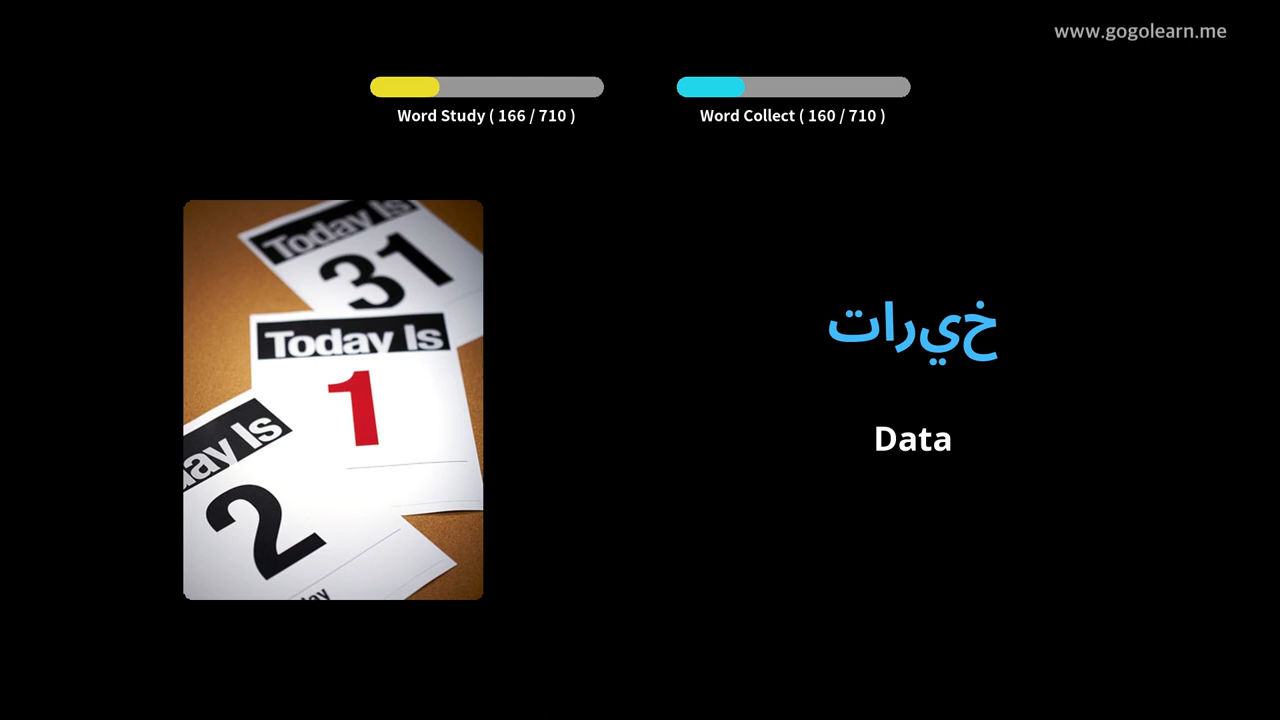 www.gogolearn.me
Word Study ( 166 / 710 )
Word Collect ( 160 / 710 )
Today Is
31
Today Is
1
ay Is
2
خيرات
Data